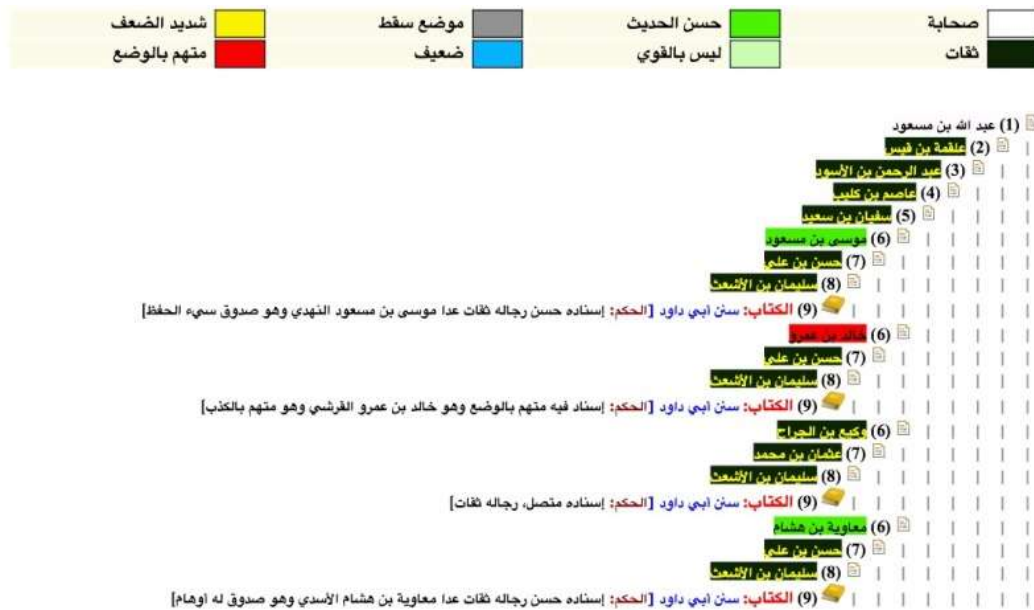 صحابة حسن الحديث موضع سقط شديد الضعف
ثقات ليس بالقوي ضعيف متهم بالوضع
(1) عبد الله بن مسعود
(2) علقمة بن قيس
(3) عبد الرحمن بن الأسود
(4) عاصم بن كليب
(5) سفيان بن سعيد
(6) موسى بن مسعود
(7) حسن بن علي
(8) سليمان بن الأشعث
(9) الكتاب: سنن أبي داود [الحكم: إسناده حسن رجاله ثقات عدا موسى بن مسعود النهدي وهو صدوق سيء الحفظ]
(6) خالد بن عمرو
(7) حسن بن علي
(8) سليمان بن الأشعث
(9) الكتاب: سنن أبي داود [الحكم: إسناد فيه متهم بالوضع وهو خالد بن عمرو القرشي وهو متهم بالكذب]
(6) وكيع بن الجراح
(7) عثمان بن محمد
(8) سليمان بن الأشعث
(9) الكتاب: سنن أبي داود [الحكم: إسناده متصل، رجاله ثقات]
(6) معاوية بن هشام
(7) حسن بن علي
(8) سليمان بن الأشعث
(9) الكتاب: سنن أبي داود [الحكم: إسناده حسن رجاله ثقات عدا معاوية بن هشام الأسدي وهو صدوق له أوهام]